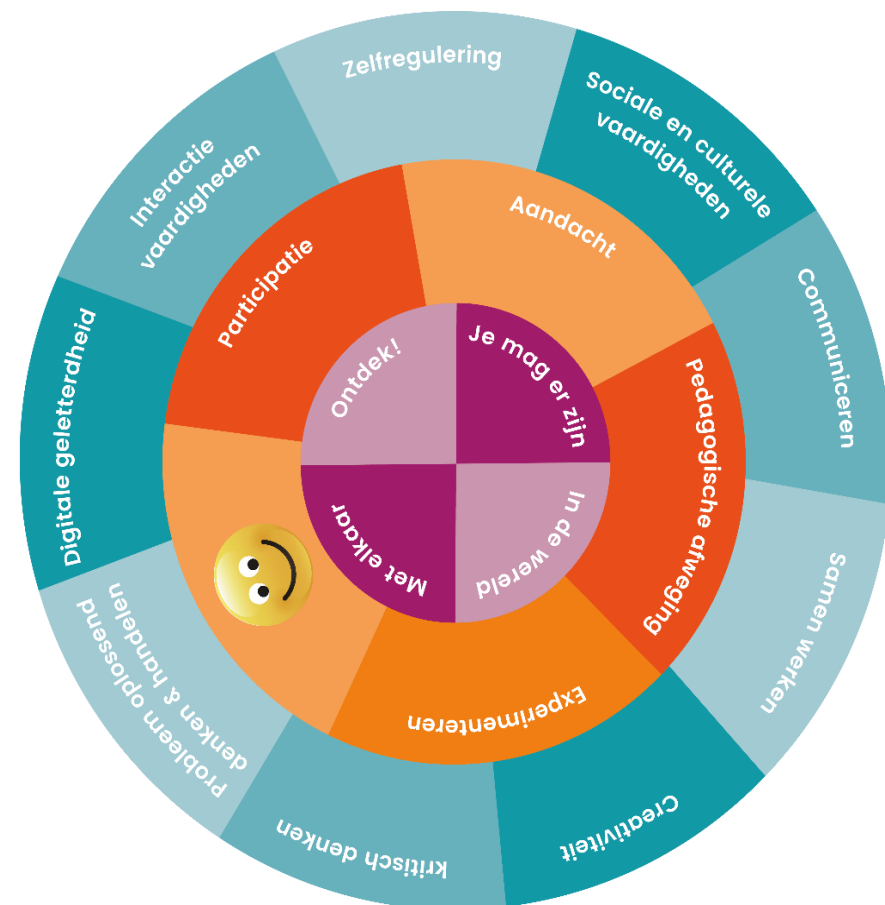 Zelfregulering
Sociale en culturele
vaardigheden
Communiceren
Samen werken
Creativiteit
kritisch denken
Probleem oplossend
denken & handelen
Digitale geletterdheid
Interactie
vaardigheden
Aandacht
Pedagogische afweging
Experimenteren
Participatie
Je mag er zijn
In de wereld
Met elkaar
Ontdek!